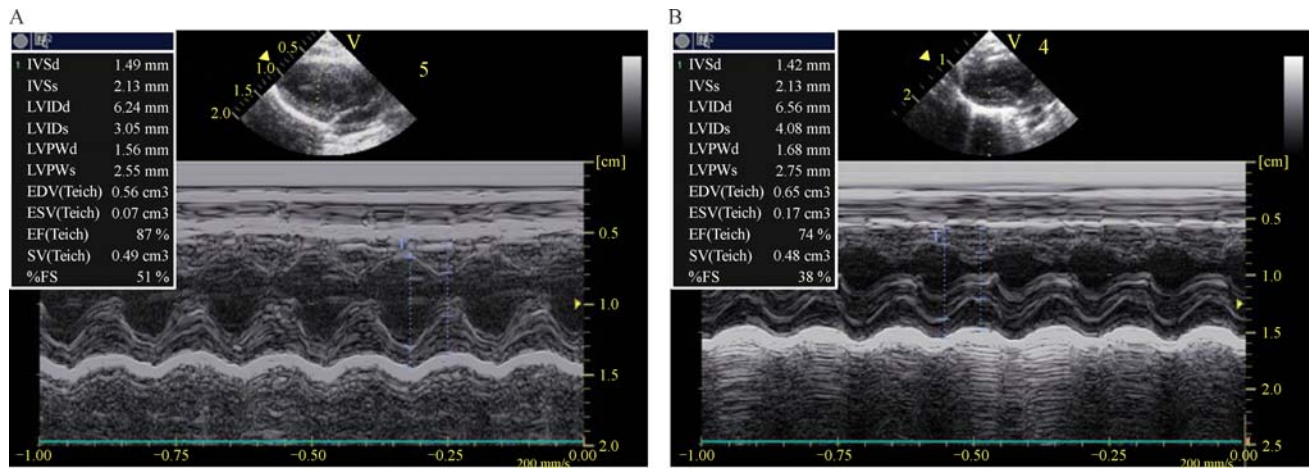 A
1 IVSd 1.49 mm
IVSs 2.13 mm
LVIDd 6.24 mm
LVIDs 3.05 mm
LVPWd 1.56 mm
LVPWs 2.55 mm
EDV(Teich) 0.56 cm3
ESV(Teich) 0.07 cm3
EF(Teich) 87 %
SV(Teich) 0.49 cm3
%FS 51 %
V
5
0.5
1.0
1.5
2.0
[cm]
0.5
1.0
1.5
2.0
−1.00 −0.75 −0.50 −0.25 0.00
200 mm/s
B
1 IVSd 1.42 mm
IVSs 2.13 mm
LVIDd 6.56 mm
LVIDs 4.08 mm
LVPWd 1.68 mm
LVPWs 2.75 mm
EDV(Teich) 0.65 cm3
ESV(Teich) 0.17 cm3
EF(Teich) 74 %
SV(Teich) 0.48 cm3
%FS 38 %
V
4
1
2
[cm]
0.5
1.0
1.5
2.0
2.5
−1.00 −0.75 −0.50 −0.25 0.00
200 mm/s